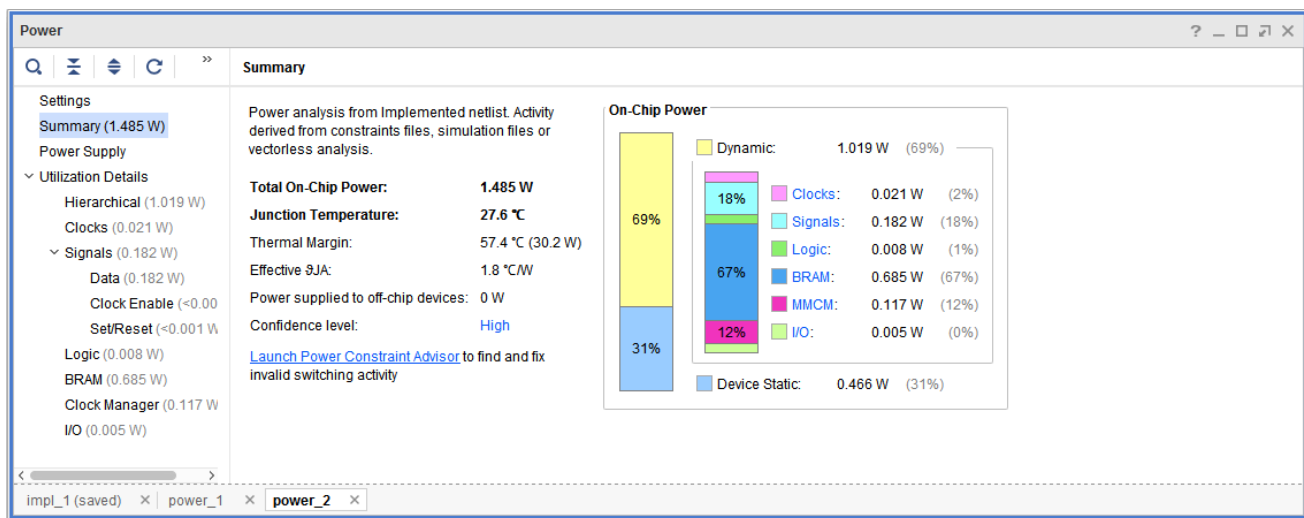 Power
? _
»
Summary
Settings
Summary (1.485 W)
Power Supply
Utilization Details
Hierarchical (1.019 W)
Clocks (0.021 W)
Signals (0.182 W)
Data (0.182 W)
Clock Enable (<0.00
Set/Reset (<0.001 W
Logic (0.008 W)
BRAM (0.685 W)
Clock Manager (0.117 W
I/O (0.005 W)
Power analysis from Implemented netlist. Activity
derived from constraints files, simulation files or
vectorless analysis.
Total On-Chip Power: 1.485 W
Junction Temperature: 27.6 °C
Thermal Margin: 57.4 °C (30.2 W)
Effective ϑJA: 1.8 °C/W
Power supplied to off-chip devices: 0 W
Confidence level: High
Launch Power Constraint Advisor to find and fix
invalid switching activity
On-Chip Power
69%
31%
Dynamic: 1.019 W (69%)
18%
67%
12%
Clocks: 0.021 W (2%)
Signals: 0.182 W (18%)
Logic: 0.008 W (1%)
BRAM: 0.685 W (67%)
MMCM: 0.117 W (12%)
I/O: 0.005 W (0%)
Device Static: 0.466 W (31%)
impl_1 (saved) × power_1 × power_2 ×